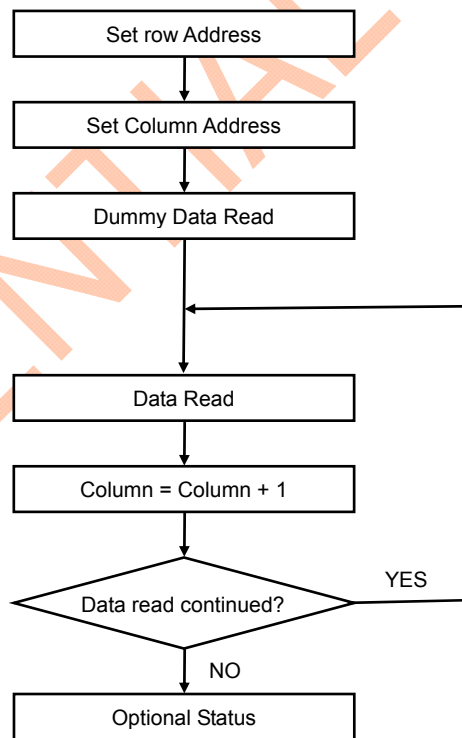 Set row Address
Set Column Address
Dummy Data Read
Data Read
Column = Column + 1
Data read continued?
YES
NO
Optional Status